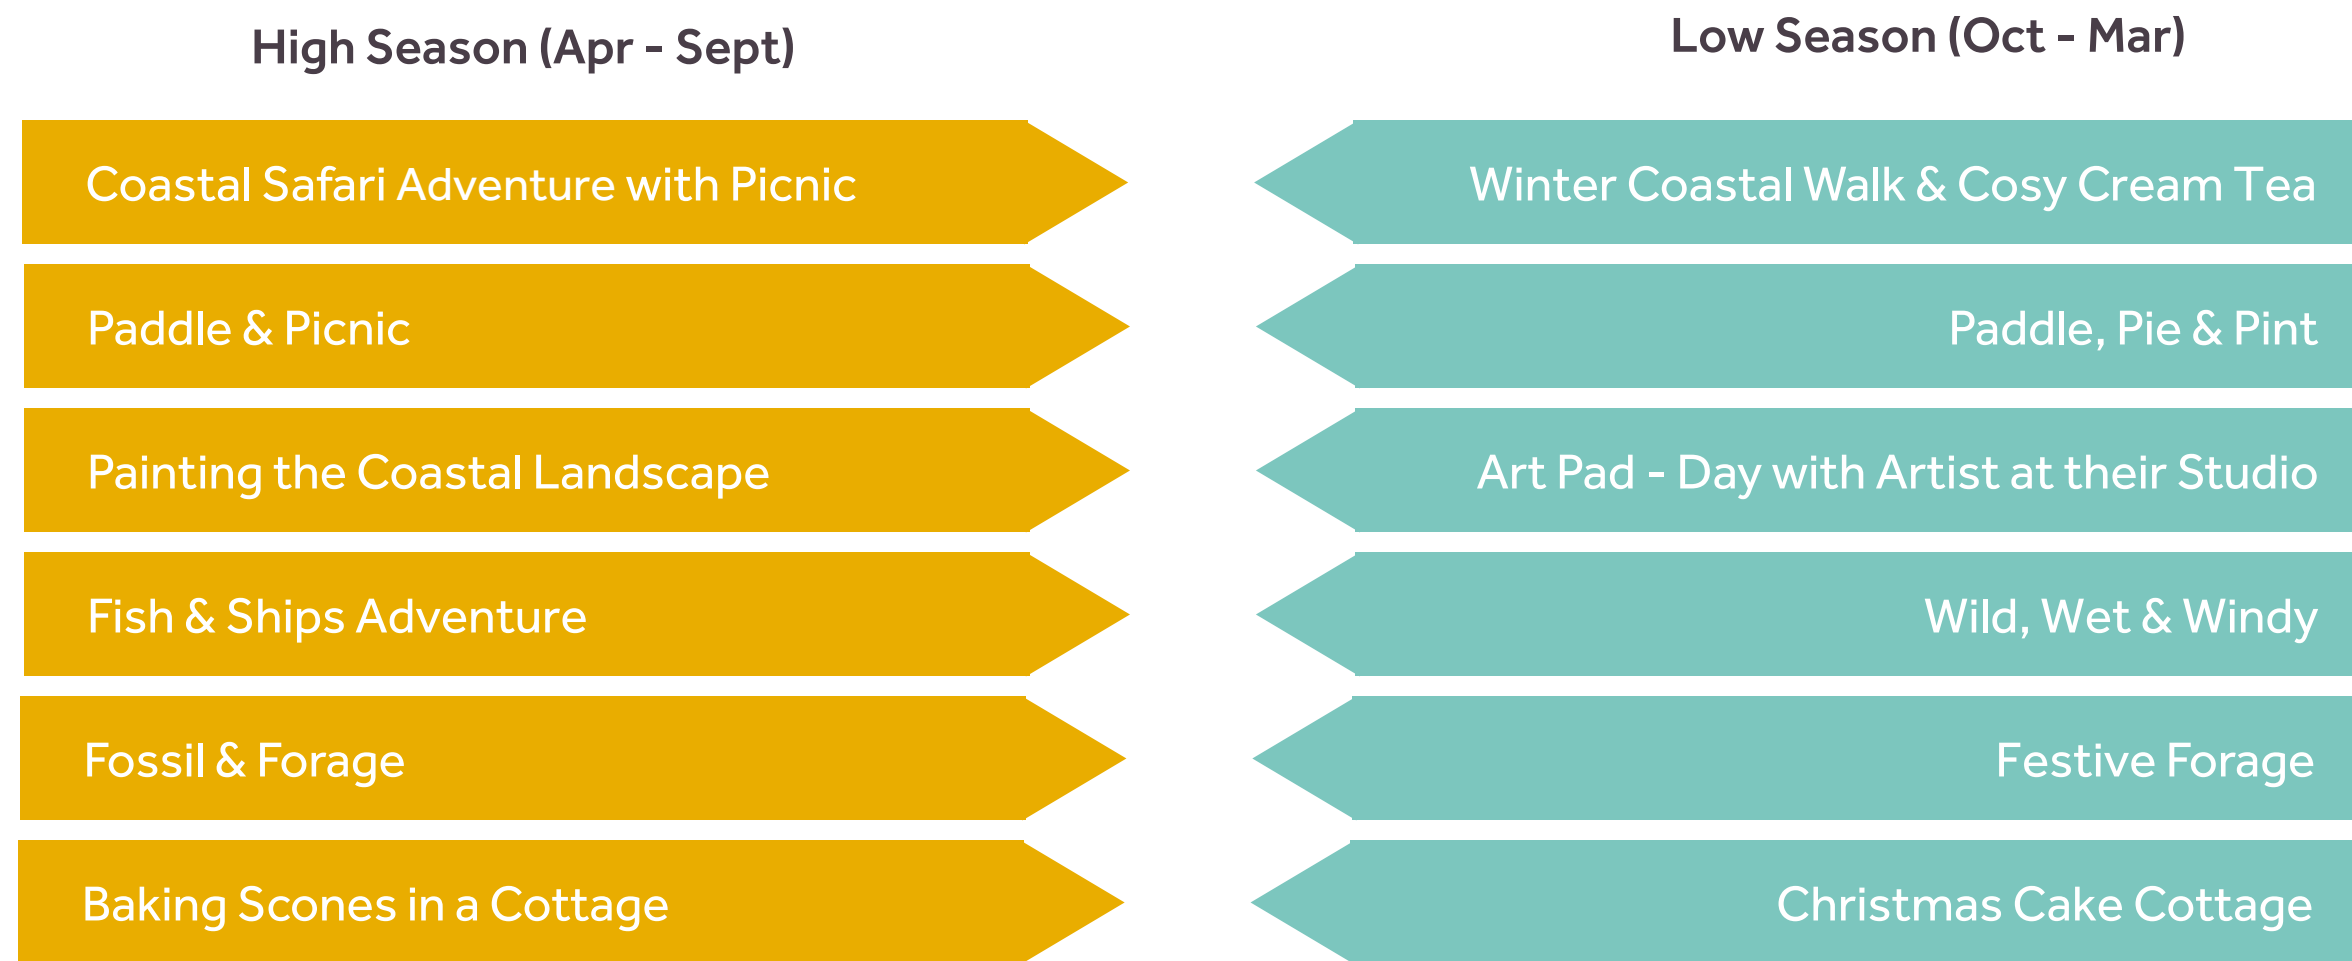 High Season (Apr - Sept)
Low Season (Oct - Mar)
Coastal Safari Adventure with Picnic
Winter Coastal Walk & Cosy Cream Tea
Paddle & Picnic
Paddle, Pie & Pint
Painting the Coastal Landscape
Art Pad - Day with Artist at their Studio
Fish & Ships Adventure
Wild, Wet & Windy
Fossil & Forage
Festive Forage
Baking Scones in a Cottage
Christmas Cake Cottage